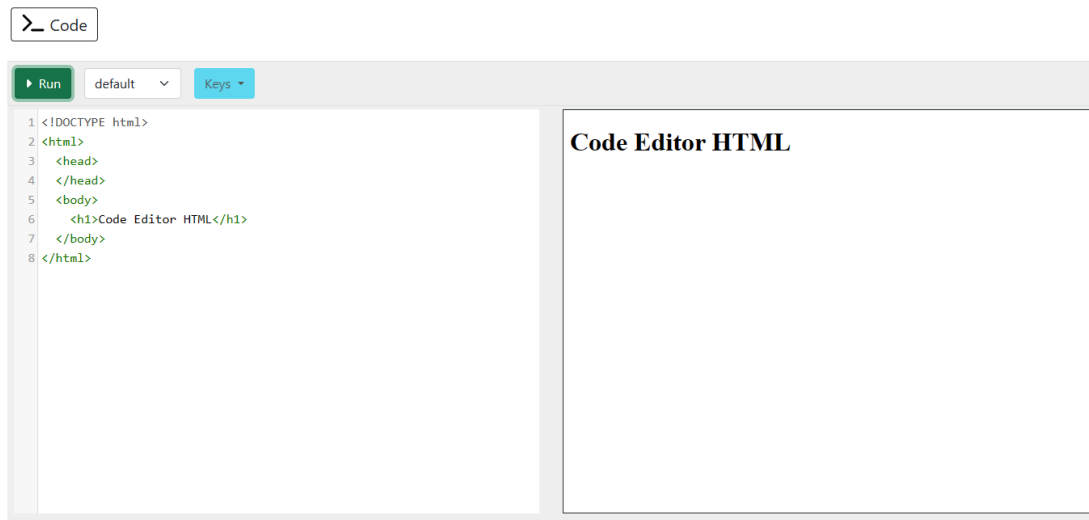 Code
Run default Keys
1 <!DOCTYPE html>
2 <html>
3   <head>
4   </head>
5   <body>
6     <h1>Code Editor HTML</h1>
7   </body>
8 </html>
Code Editor HTML